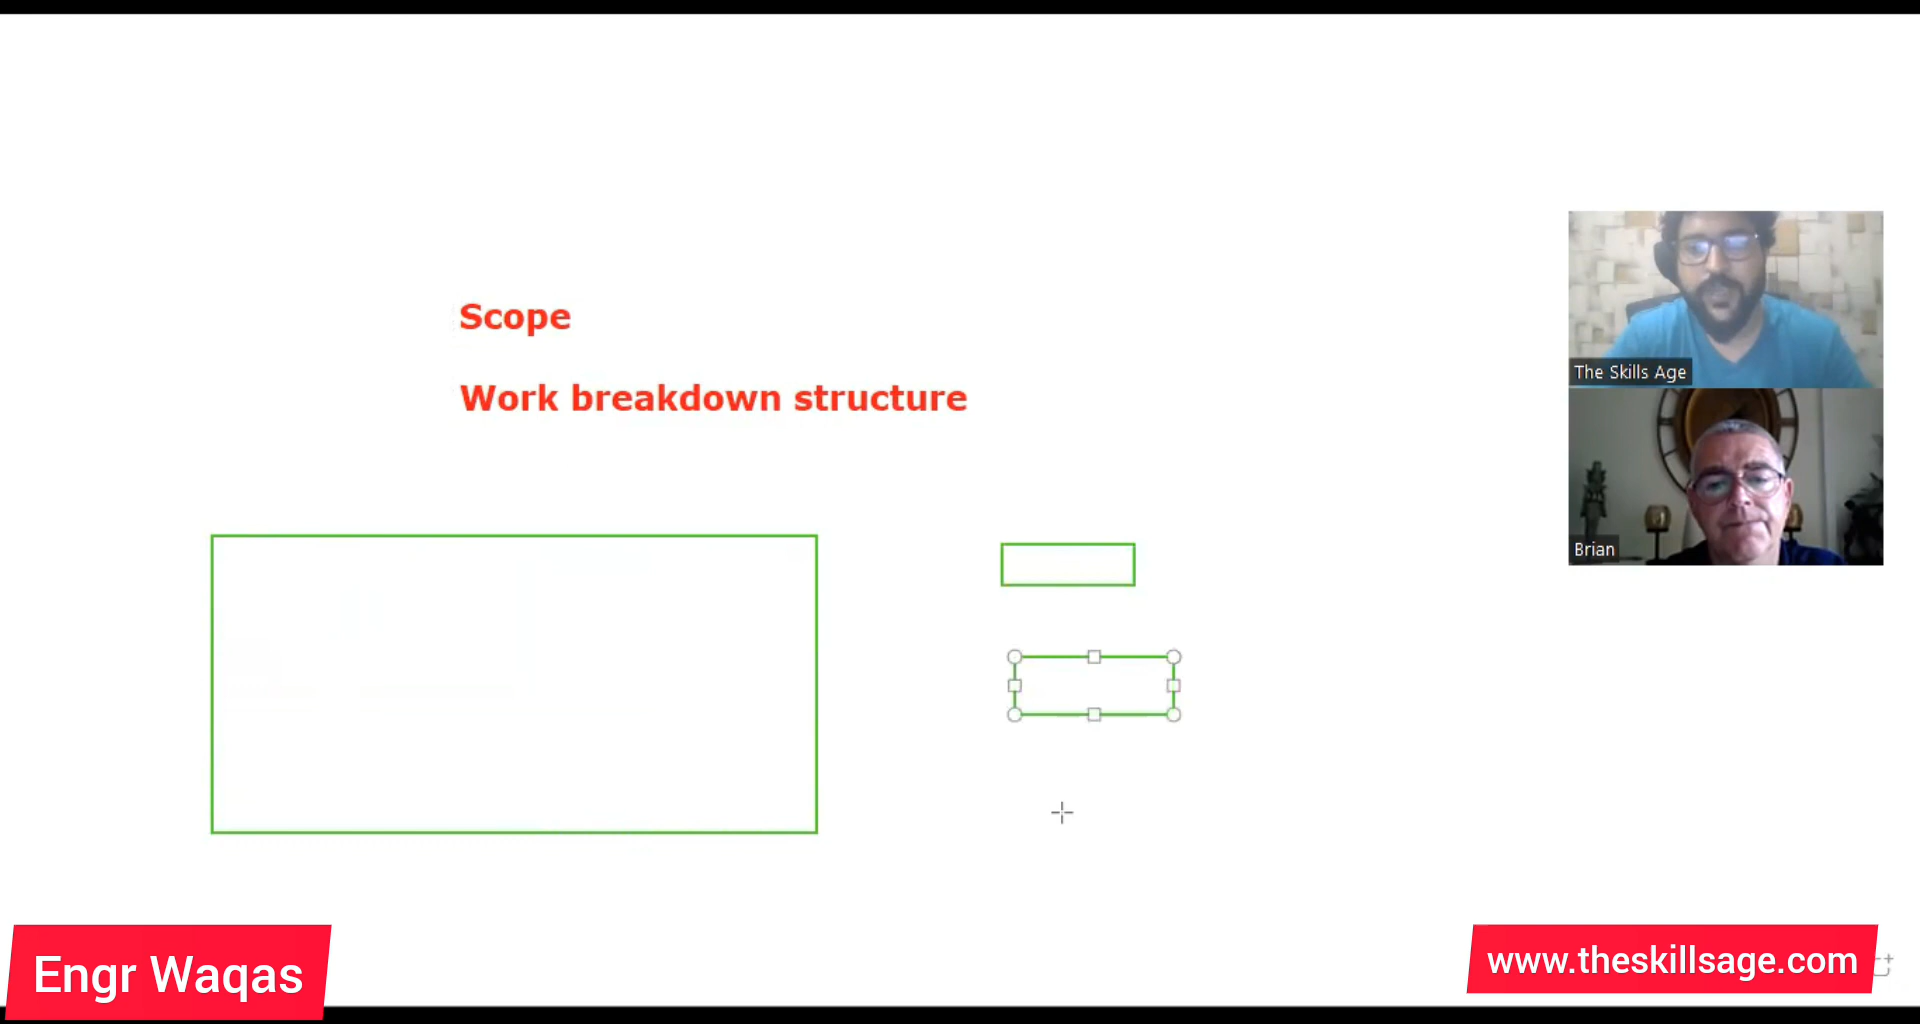 Scope
Work breakdown structure
The Skills Age
Brian
Engr Waqas
www.theskillsage.com